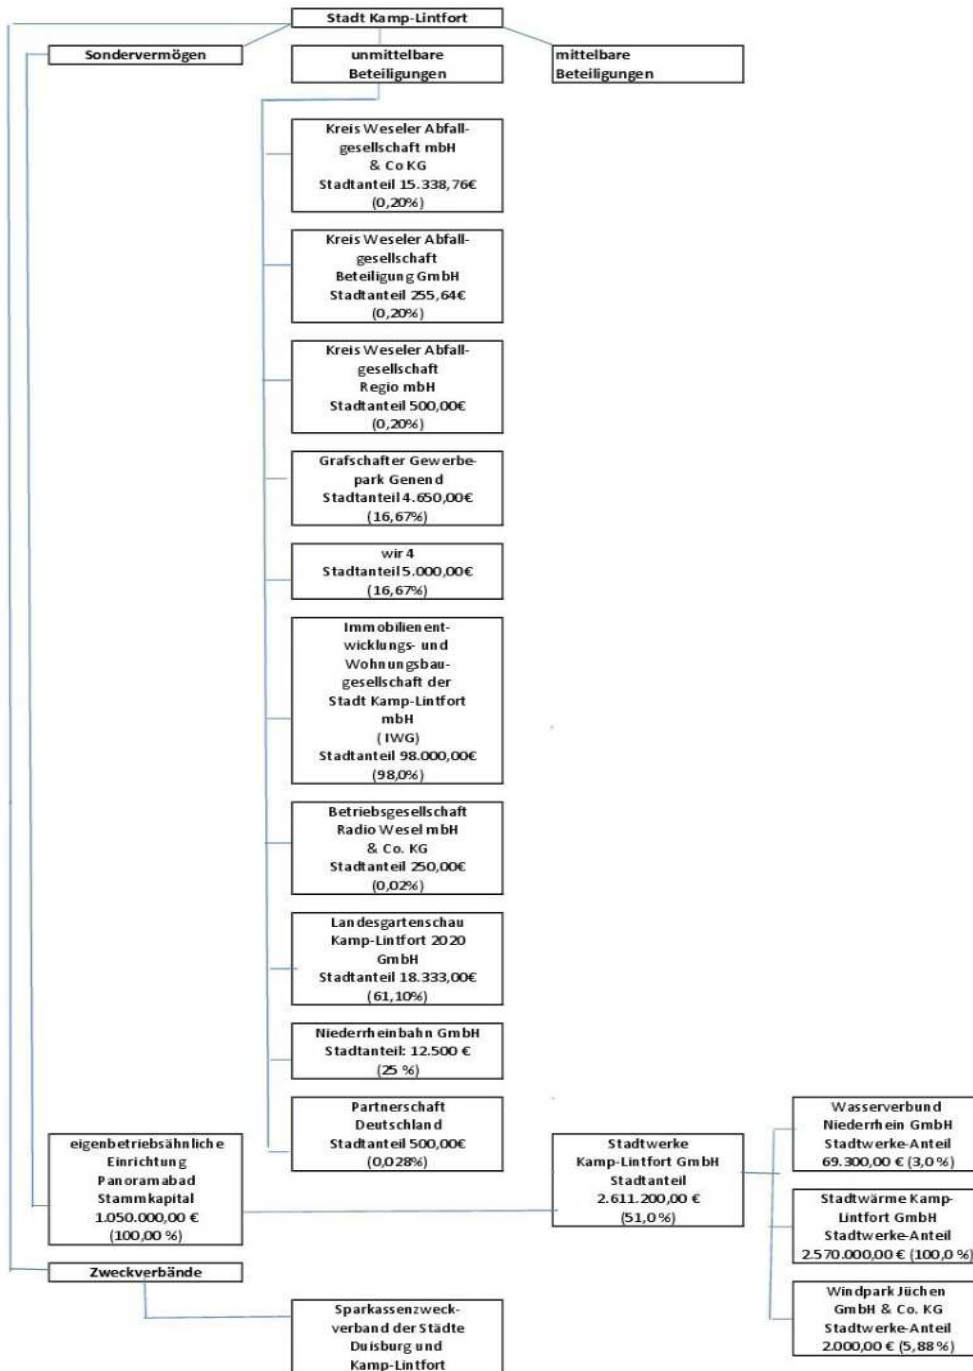 Stadt Kamp-Lintfort
Sondervermögen
unmittelbare
Beteiligungen
mittelbare
Beteiligungen
Kreis Weseler Abfall-
gesellschaft mbH
& Co KG
Stadtanteil 15.338,76€
(0,20%)
Kreis Weseler Abfall-
gesellschaft
Beteiligung GmbH
Stadtanteil 255,64€
(0,20%)
Kreis Weseler Abfall-
gesellschaft
Regio mbH
Stadtanteil 500,00€
(0,20%)
Grafschafter Gewerbe-
park Genend
Stadtanteil 4.650,00€
(16,67%)
wir 4
Stadtanteil 5.000,00€
(16,67%)
Immobilienent-
wicklungs- und
Wohnungsbau-
gesellschaft der
Stadt Kamp-Lintfort
mbH
( IWG)
Stadtanteil 98.000,00€
(98,0%)
Betriebsgesellschaft
Radio Wesel mbH
& Co. KG
Stadtanteil 250,00€
(0,02%)
Landesgartenschau
Kamp-Lintfort 2020
GmbH
Stadtanteil 18.333,00€
(61,10%)
Niederrheinbahn GmbH
Stadtanteil: 12.500 €
(25 %)
Partnerschaft
Deutschland
Stadtanteil 500,00€
(0,028%)
eigenbetriebsähnliche
Einrichtung
Panoramabad
Stammkapital
1.050.000,00 €
(100,00 %)
Stadtwerke
Kamp-Lintfort GmbH
Stadtanteil
2.611.200,00 €
(51,0 %)
Wasserverbund
Niederrhein GmbH
Stadtwerke-Anteil
69.300,00 € (3,0 %)
Stadtwärme Kamp-
Lintfort GmbH
Stadtwerke-Anteil
2.570.000,00 € (100,0 %)
Windpark Jüchen
GmbH & Co. KG
Stadtwerke-Anteil
2.000,00 € (5,88 %)
Zweckverbände
Sparkassenzweck-
verband der Städte
Duisburg und
Kamp-Lintfort